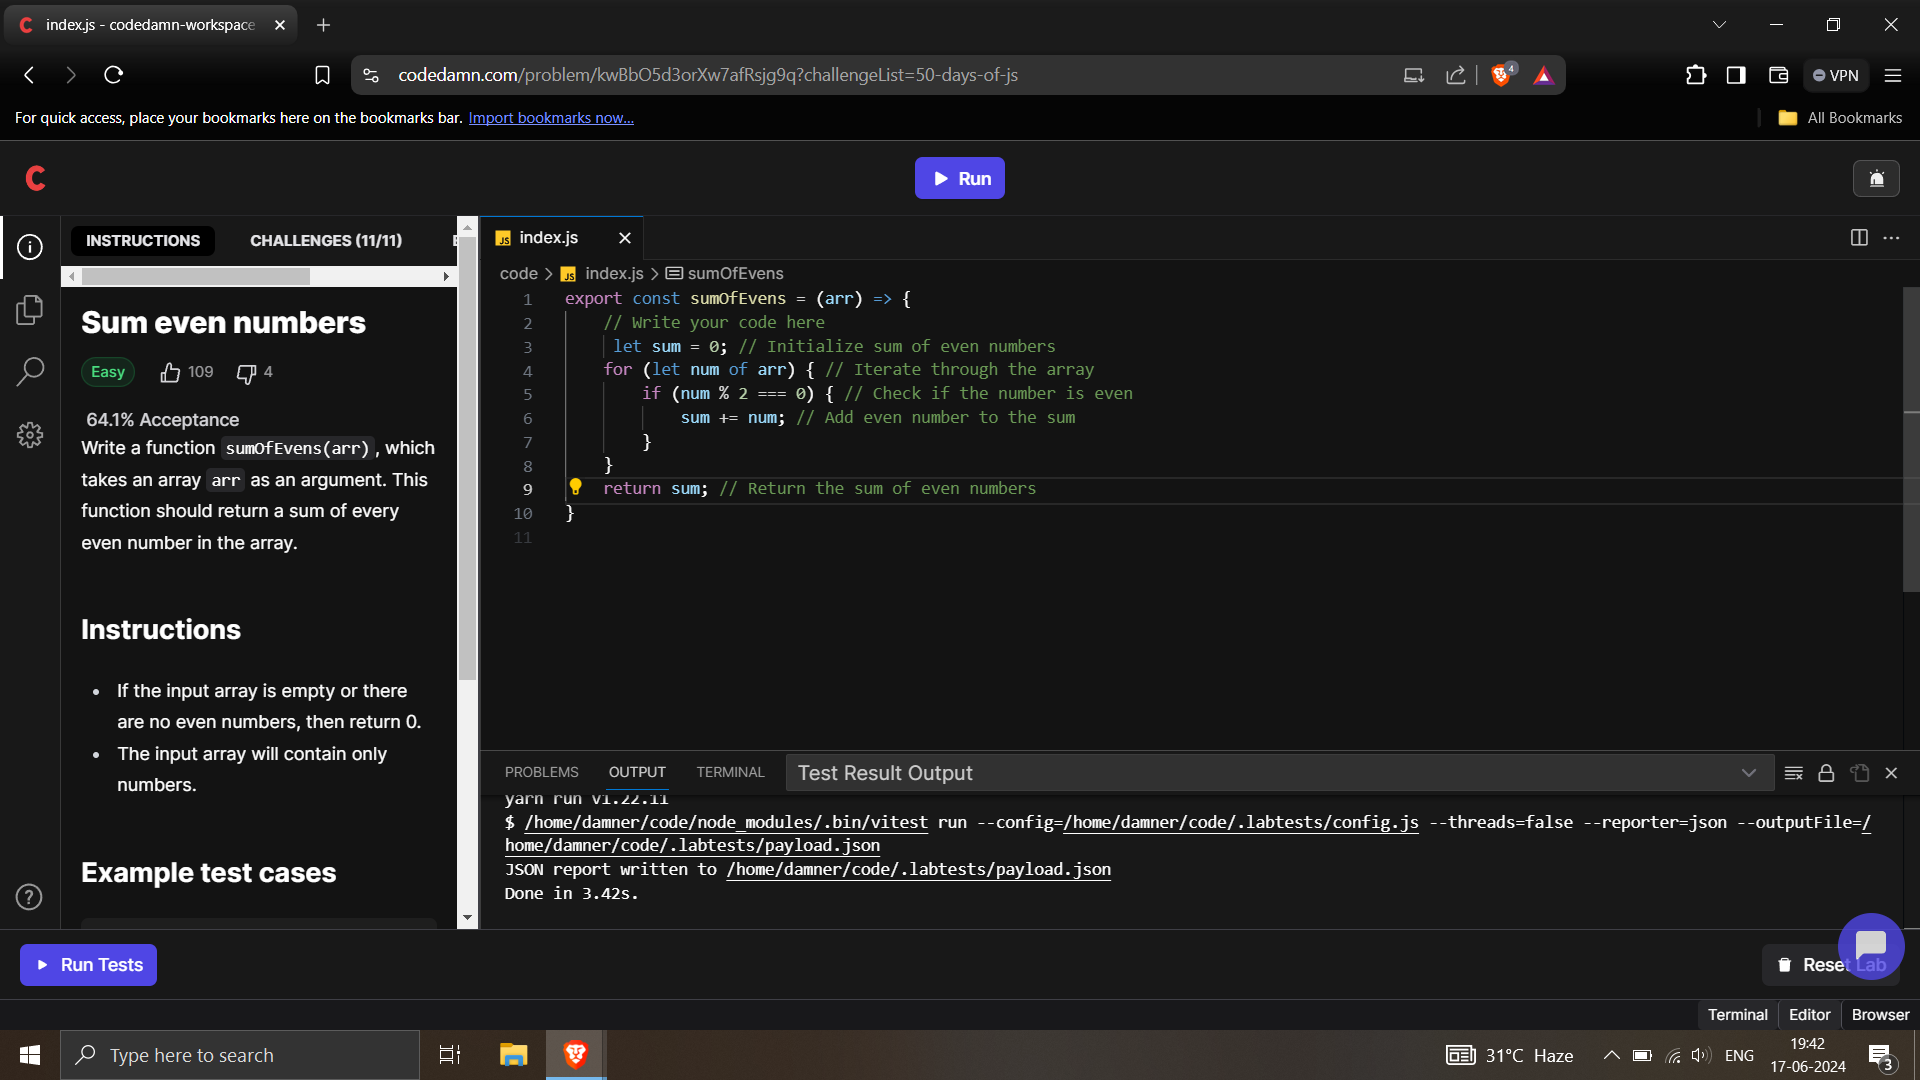 index.js - codedamn-workspace
codedamn.com/problem/kwBbO5d3orXw7afRsjg9q?challengeList=50-days-of-js
4
VPN
For quick access, place your bookmarks here on the bookmarks bar. Import bookmarks now...
All Bookmarks
Run
INSTRUCTIONS
CHALLENGES (11/11)
Sum even numbers
Easy
109
4
64.1% Acceptance
Write a function sumOfEvens(arr), which
takes an array arr as an argument. This
function should return a sum of every
even number in the array.
Instructions
• If the input array is empty or there
are no even numbers, then return 0.
• The input array will contain only
numbers.
Example test cases
JS index.js
code > JS index.js > sumOfEvens
1 export const sumOfEvens = (arr) => {
2 // Write your code here
3 let sum = 0; // Initialize sum of even numbers
4 for (let num of arr) { // Iterate through the array
5 if (num % 2 === 0) { // Check if the number is even
6 sum += num; // Add even number to the sum
7 }
8 }
9 return sum; // Return the sum of even numbers
10 }
11
PROBLEMS
OUTPUT
TERMINAL
Test Result Output
yarn run v1.22.11
$ /home/damner/code/node_modules/.bin/vitest run --config=/home/damner/code/.labtests/config.js --threads=false --reporter=json --outputFile=/
home/damner/code/.labtests/payload.json
JSON report written to /home/damner/code/.labtests/payload.json
Done in 3.42s.
Run Tests
Reset Lab
Terminal
Editor
Browser
Type here to search
31°C Haze
ENG
19:42
17-06-2024
3